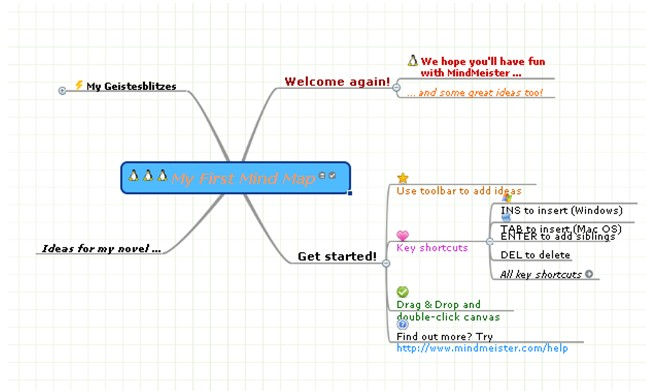 My Geistesblitzes
Welcome again!
We hope you'll have fun
with MindMeister ...
... and some great ideas too!
My First Mind Map
Use toolbar to add ideas
INS to insert (Windows)
TAB to insert (Mac OS)
ENTER to add siblings
Key shortcuts
DEL to delete
All key shortcuts
Ideas for my novel ...
Get started!
Drag & Drop and
double-click canvas
Find out more? Try
http://www.mindmeister.com/help